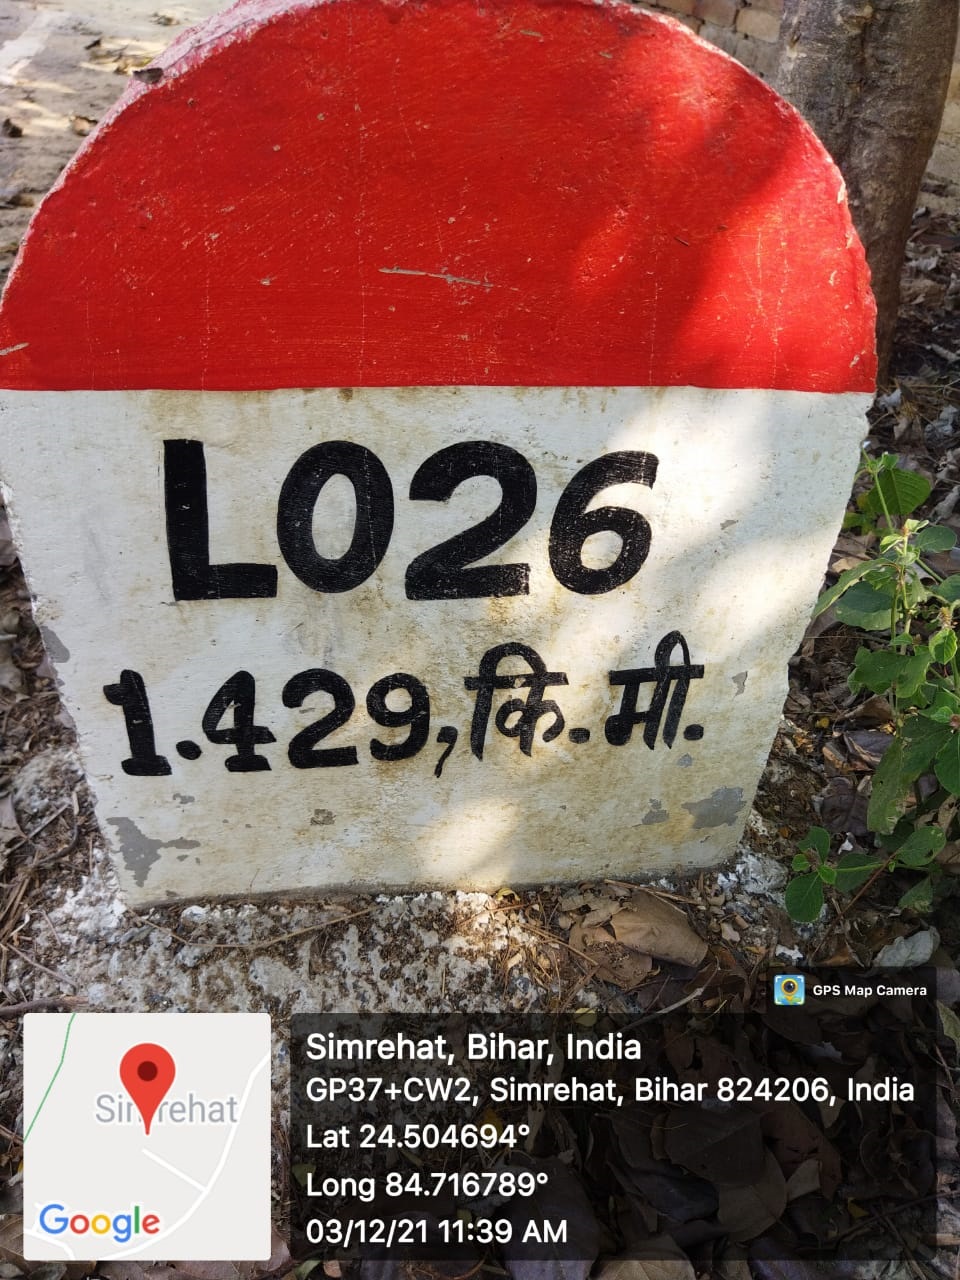 L026
1.429,कि.मी.
GPS Map Camera
Simrehat
Google
Simrehat, Bihar, India
GP37+CW2, Simrehat, Bihar 824206, India
Lat 24.504694°
Long 84.716789°
03/12/21 11:39 AM